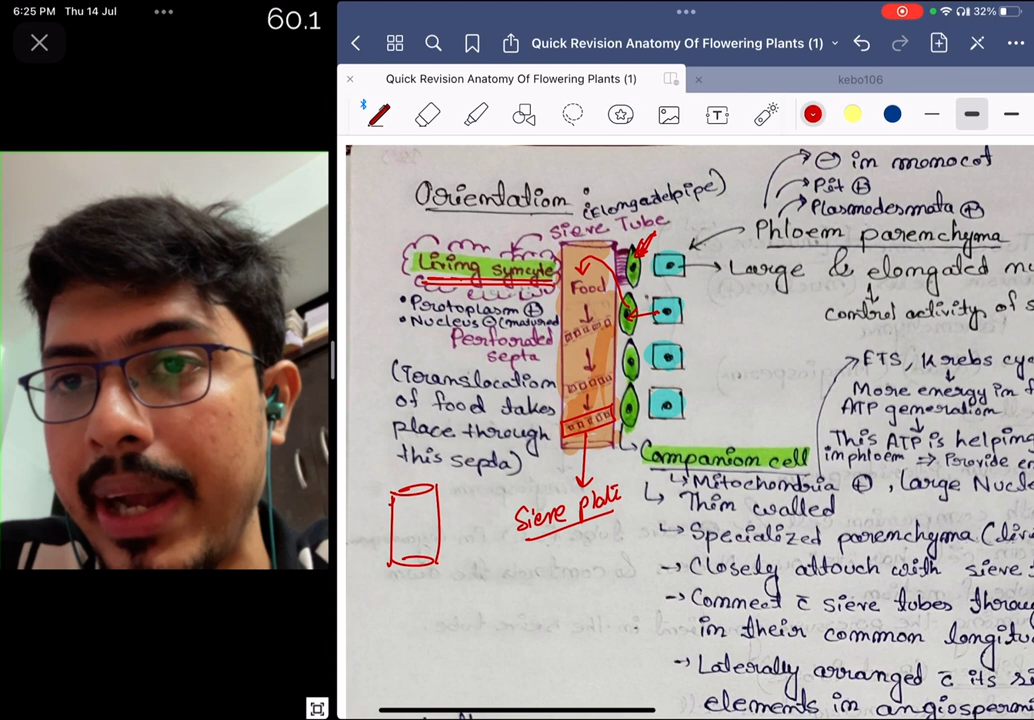 6:25 PM Thu 14 Jul
60.1
32%
Quick Revision Anatomy Of Flowering Plants (1)
Quick Revision Anatomy Of Flowering Plants (1)
kebo106
T
Orientation :
(Elongated pipe)
Sieve Tube
Living syncyte
• Protoplasm ⊕
• Nucleus ⊖ (matured
Perforated
septa
(Translocation
of food takes
place through
this septa)
Food
Sieve plate
⊖ in monocot
Pit ⊕
Plasmodesmata ⊕
Phloem parenchyma
Large & elongated
control activity of s
ETS, Krebs cy
More energy in
ATP generation
This ATP is helping
in phloem ⇒ Provide en
Companion cell
Mitochondria ⊕, Large Nucle
Thin walled
Specialized parenchyma (livi
→ Closely attouch with sieve
→ Connect c̄ sieve tubes throu
in their common longitu
→ Laterally arranged c̄ its si
elements in angiosperm